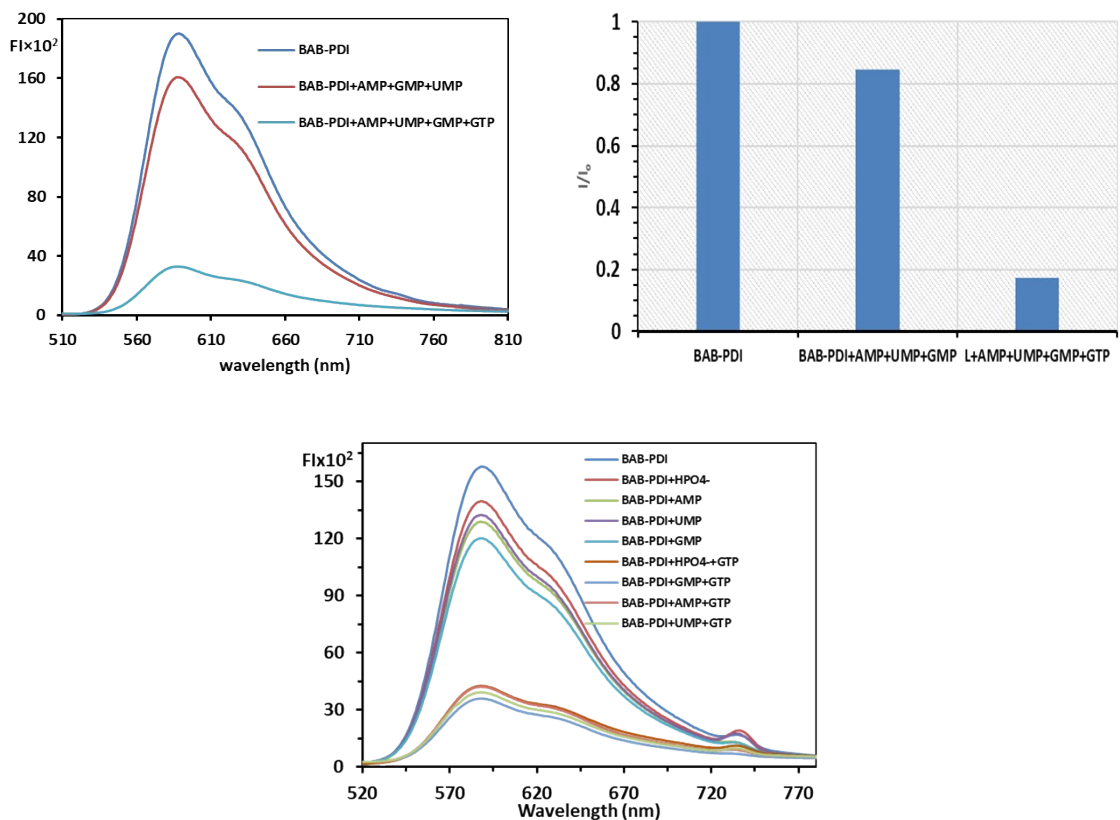 FI×10²
200
160
120
80
40
0
510
560
610
660
710
760
810
wavelength (nm)
BAB-PDI
BAB-PDI+AMP+GMP+UMP
BAB-PDI+AMP+UMP+GMP+GTP
I/I₀
1
0.8
0.6
0.4
0.2
0
BAB-PDI
BAB-PDI+AMP+UMP+GMP
L+AMP+UMP+GMP+GTP
FIx10²
150
120
90
60
30
0
520
570
620
670
720
770
Wavelength (nm)
BAB-PDI
BAB-PDI+HPO4-
BAB-PDI+AMP
BAB-PDI+UMP
BAB-PDI+GMP
BAB-PDI+HPO4-+GTP
BAB-PDI+GMP+GTP
BAB-PDI+AMP+GTP
BAB-PDI+UMP+GTP